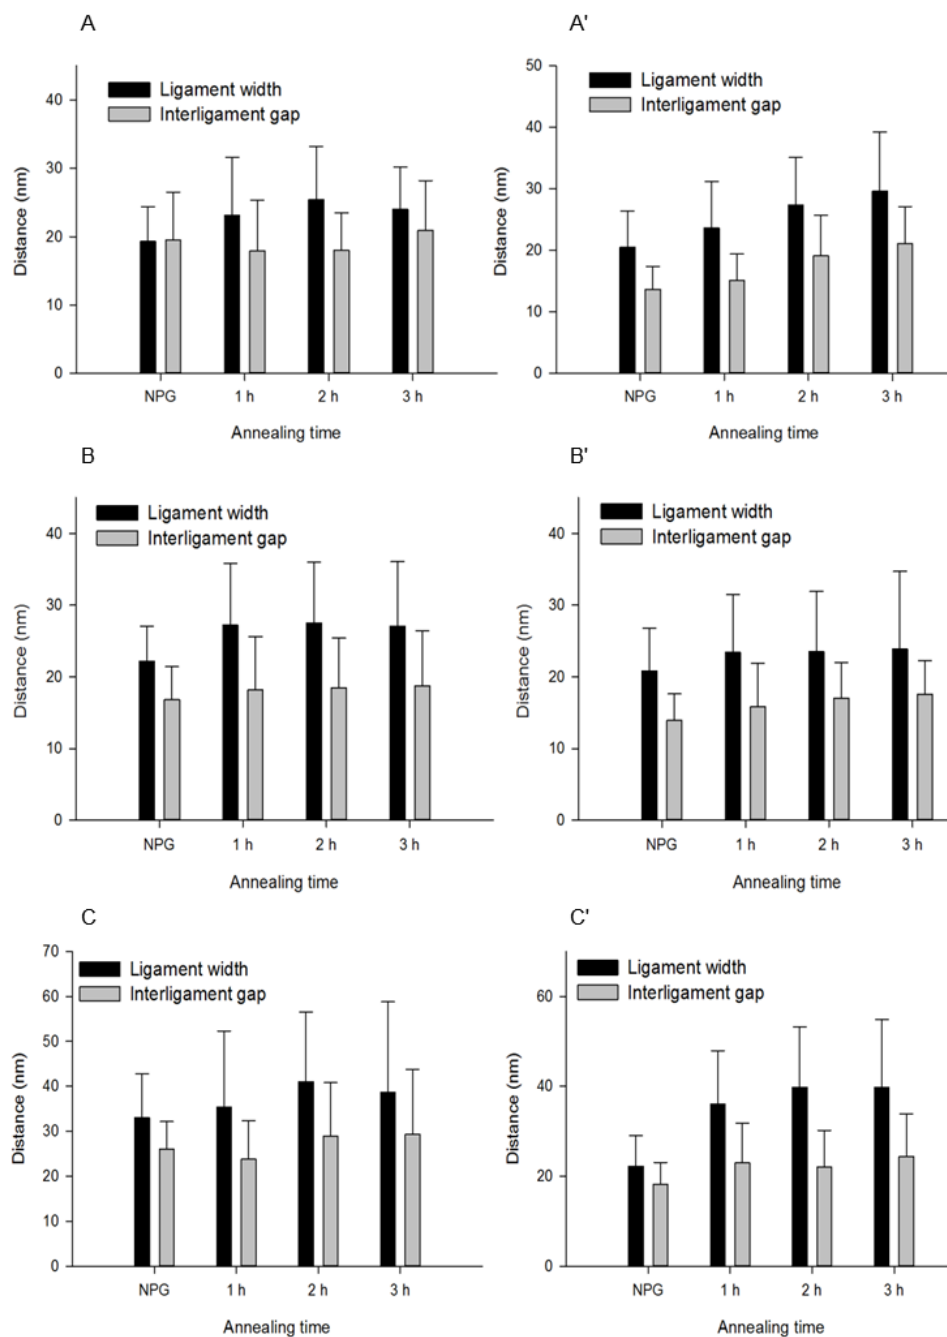 A
Ligament width
Interligament gap
Distance (nm)
40
30
20
10
0
NPG 1 h 2 h 3 h
Annealing time
A'
Ligament width
Interligament gap
Distance (nm)
50
40
30
20
10
0
NPG 1 h 2 h 3 h
Annealing time
B
Ligament width
Interligament gap
Distance (nm)
40
30
20
10
0
NPG 1 h 2 h 3 h
Annealing time
B'
Ligament width
Interligament gap
Distance (nm)
40
30
20
10
0
NPG 1 h 2 h 3 h
Annealing time
C
Ligament width
Interligament gap
Distance (nm)
70
60
50
40
30
20
10
0
NPG 1 h 2 h 3 h
Annealing time
C'
Ligament width
Interligament gap
Distance (nm)
60
40
20
0
NPG 1 h 2 h 3 h
Annealing time